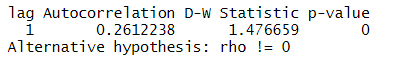 lag Autocorrelation D-W Statistic p-value
1 0.2612238 1.476659 0
Alternative hypothesis: rho != 0